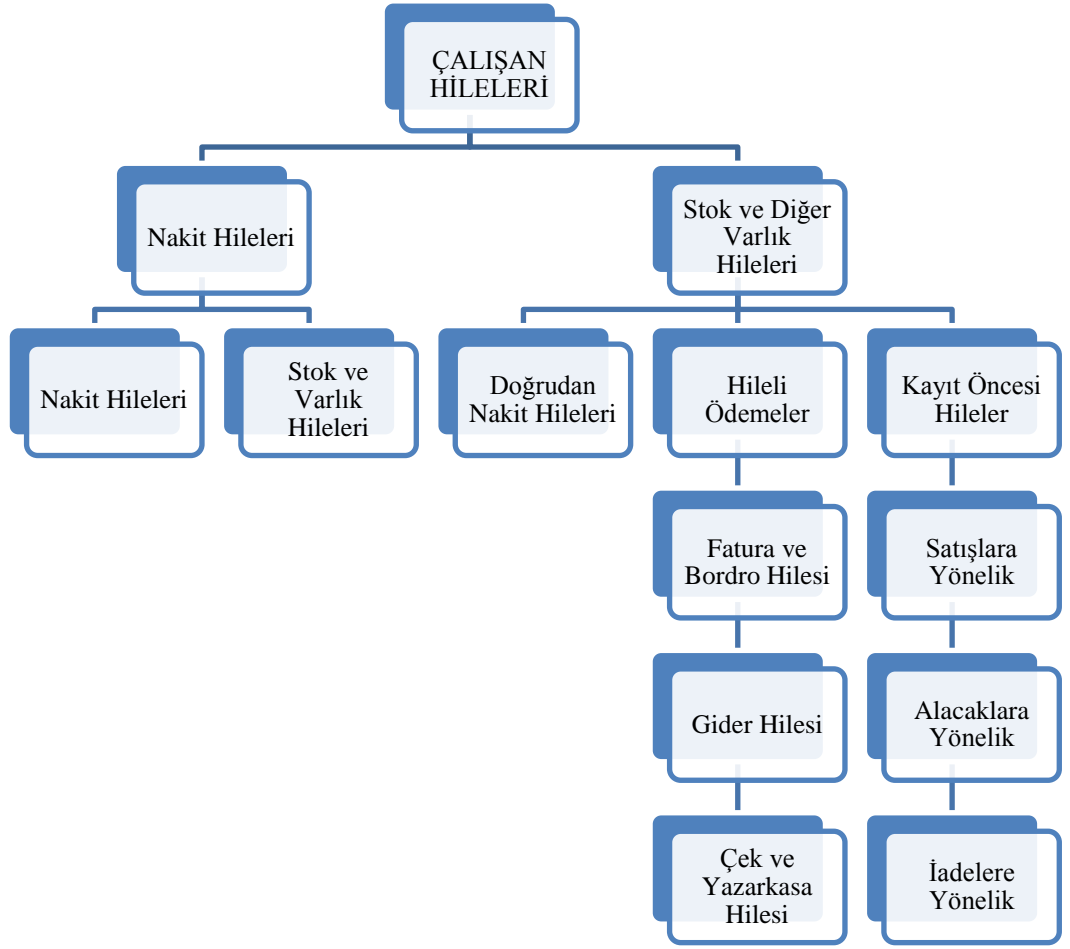 ÇALIŞAN
HİLELERİ
Nakit Hileleri
Stok ve Diğer
Varlık
Hileleri
Nakit Hileleri
Stok ve
Varlık
Hileleri
Doğrudan
Nakit Hileleri
Hileli
Ödemeler
Kayıt Öncesi
Hileler
Fatura ve
Bordro Hilesi
Satışlara
Yönelik
Gider Hilesi
Alacaklara
Yönelik
Çek ve
Yazarkasa
Hilesi
İadelere
Yönelik